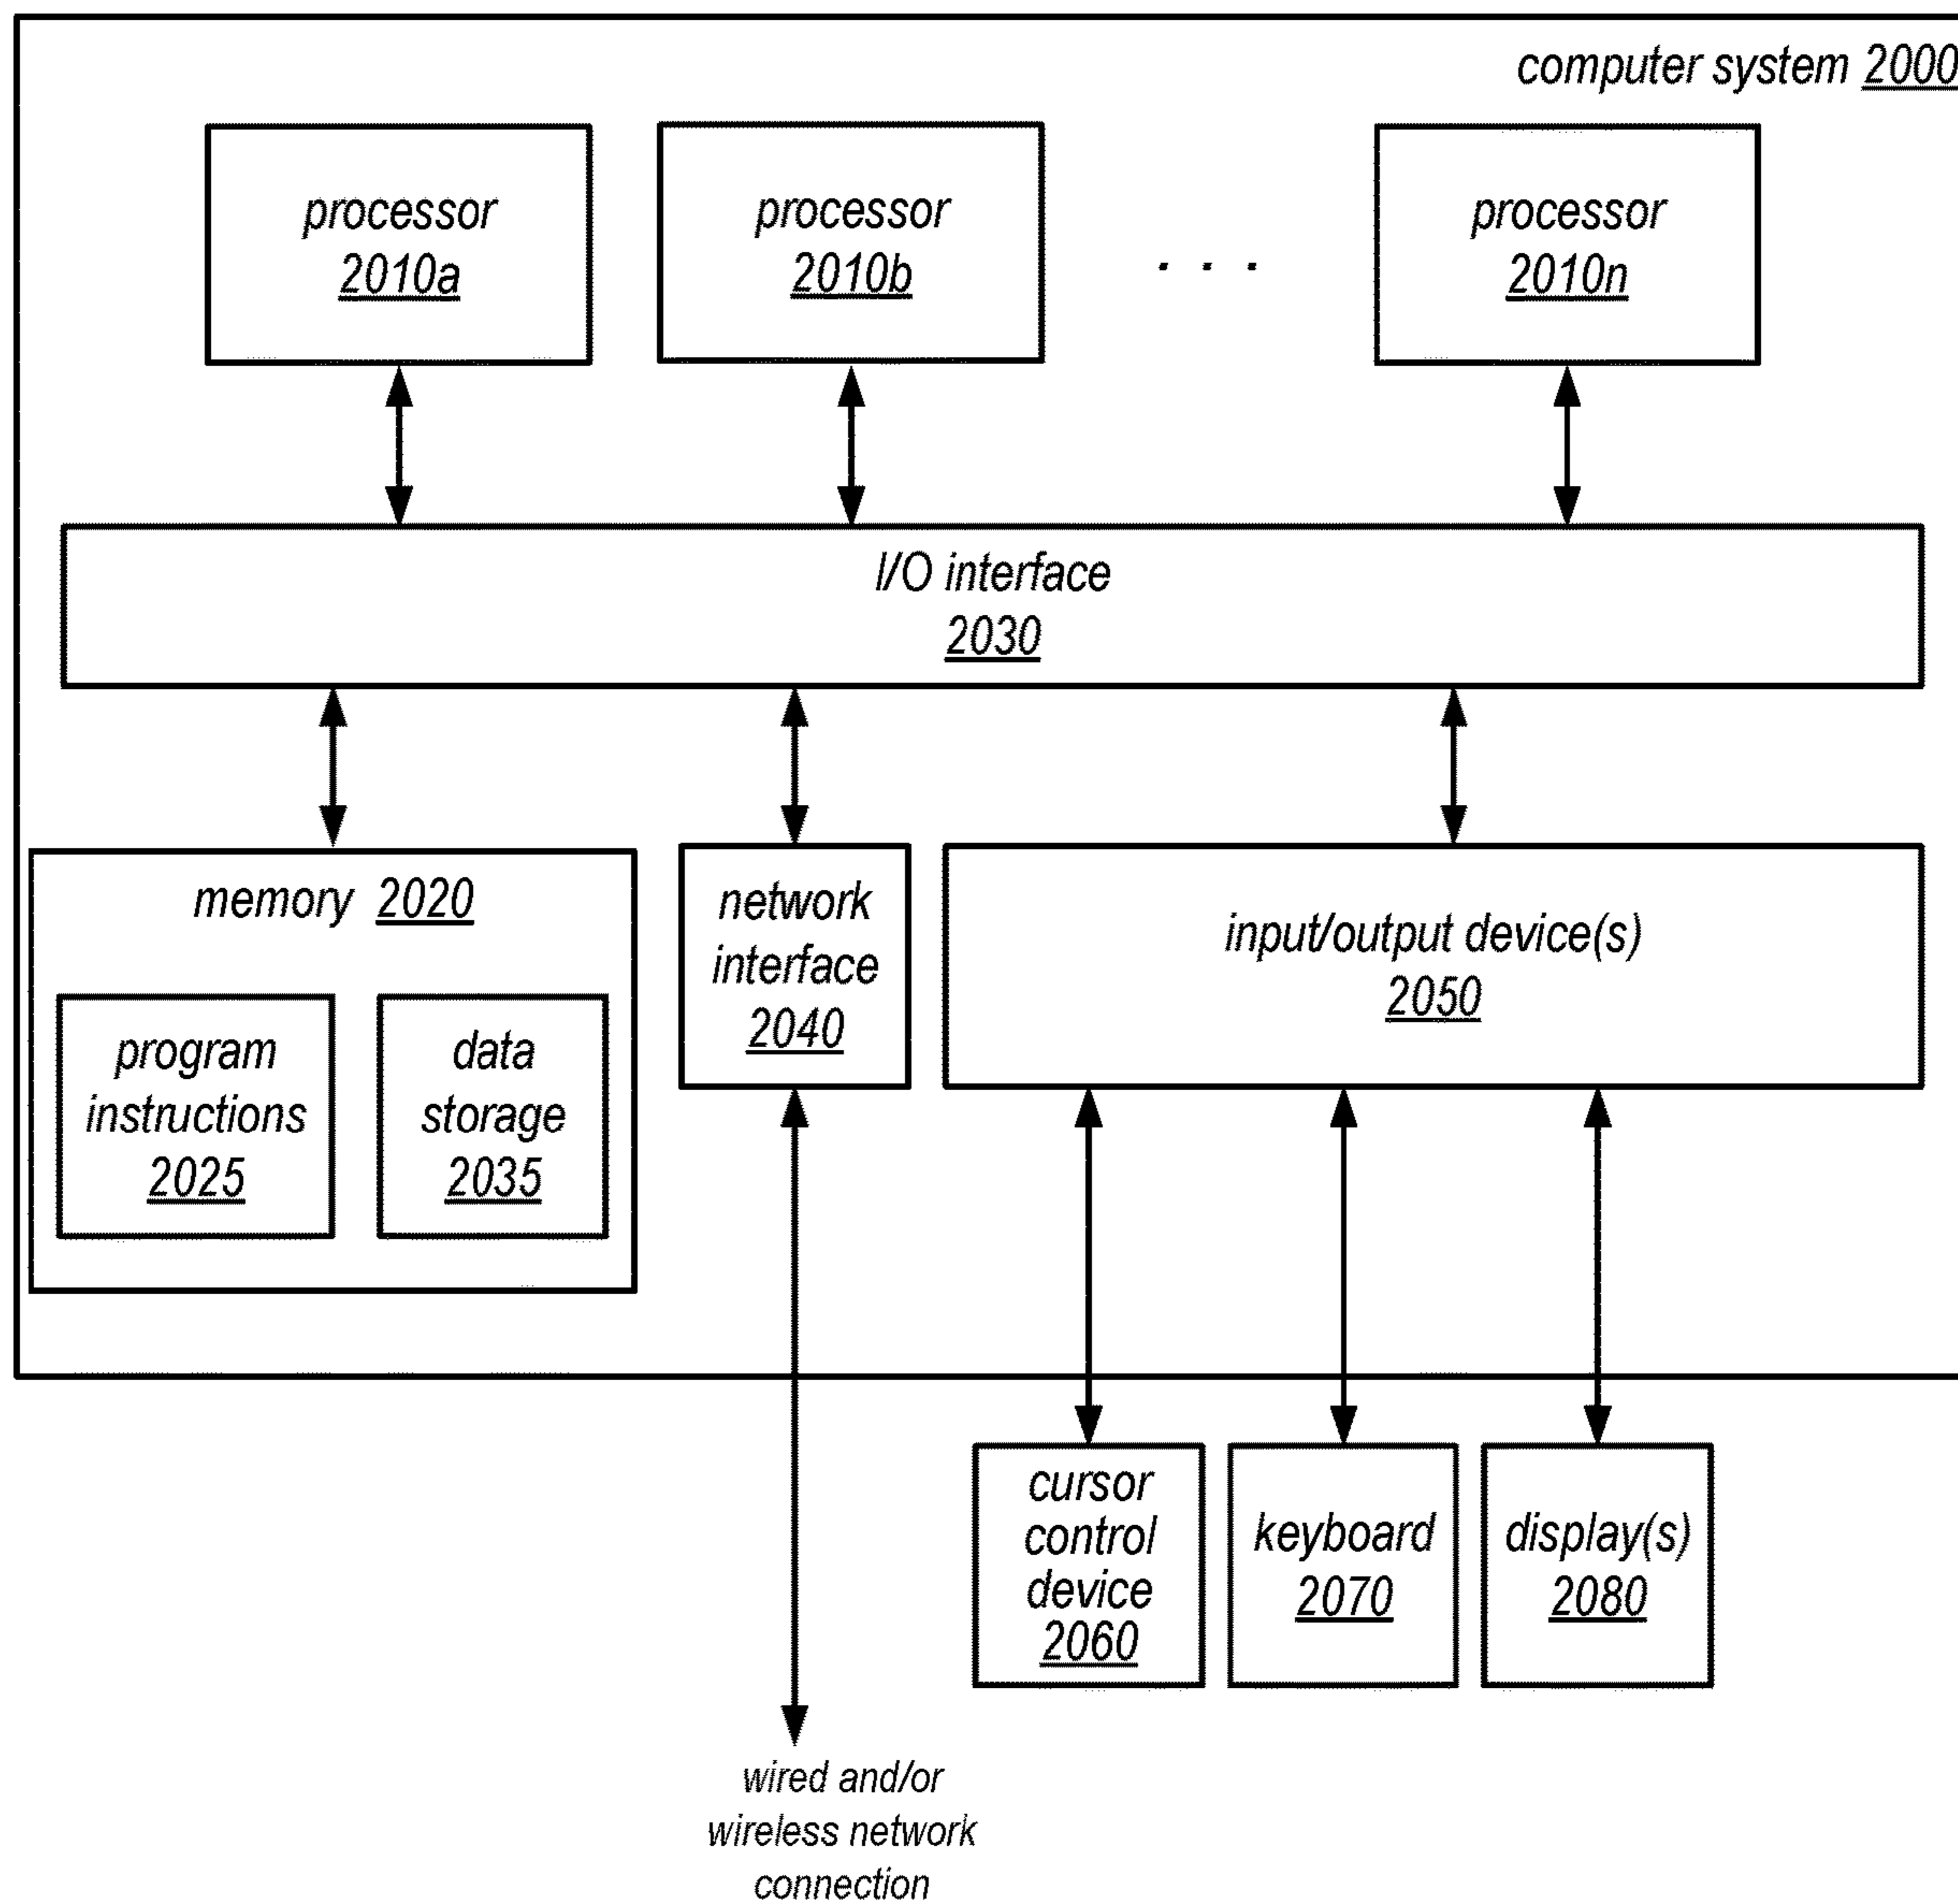 computer system 2000
processor
2010a
processor
2010b
. . .
processor
2010n
I/O interface
2030
memory 2020
program
instructions
2025
data
storage
2035
network
interface
2040
input/output device(s)
2050
cursor
control
device
2060
keyboard
2070
display(s)
2080
wired and/or
wireless network
connection